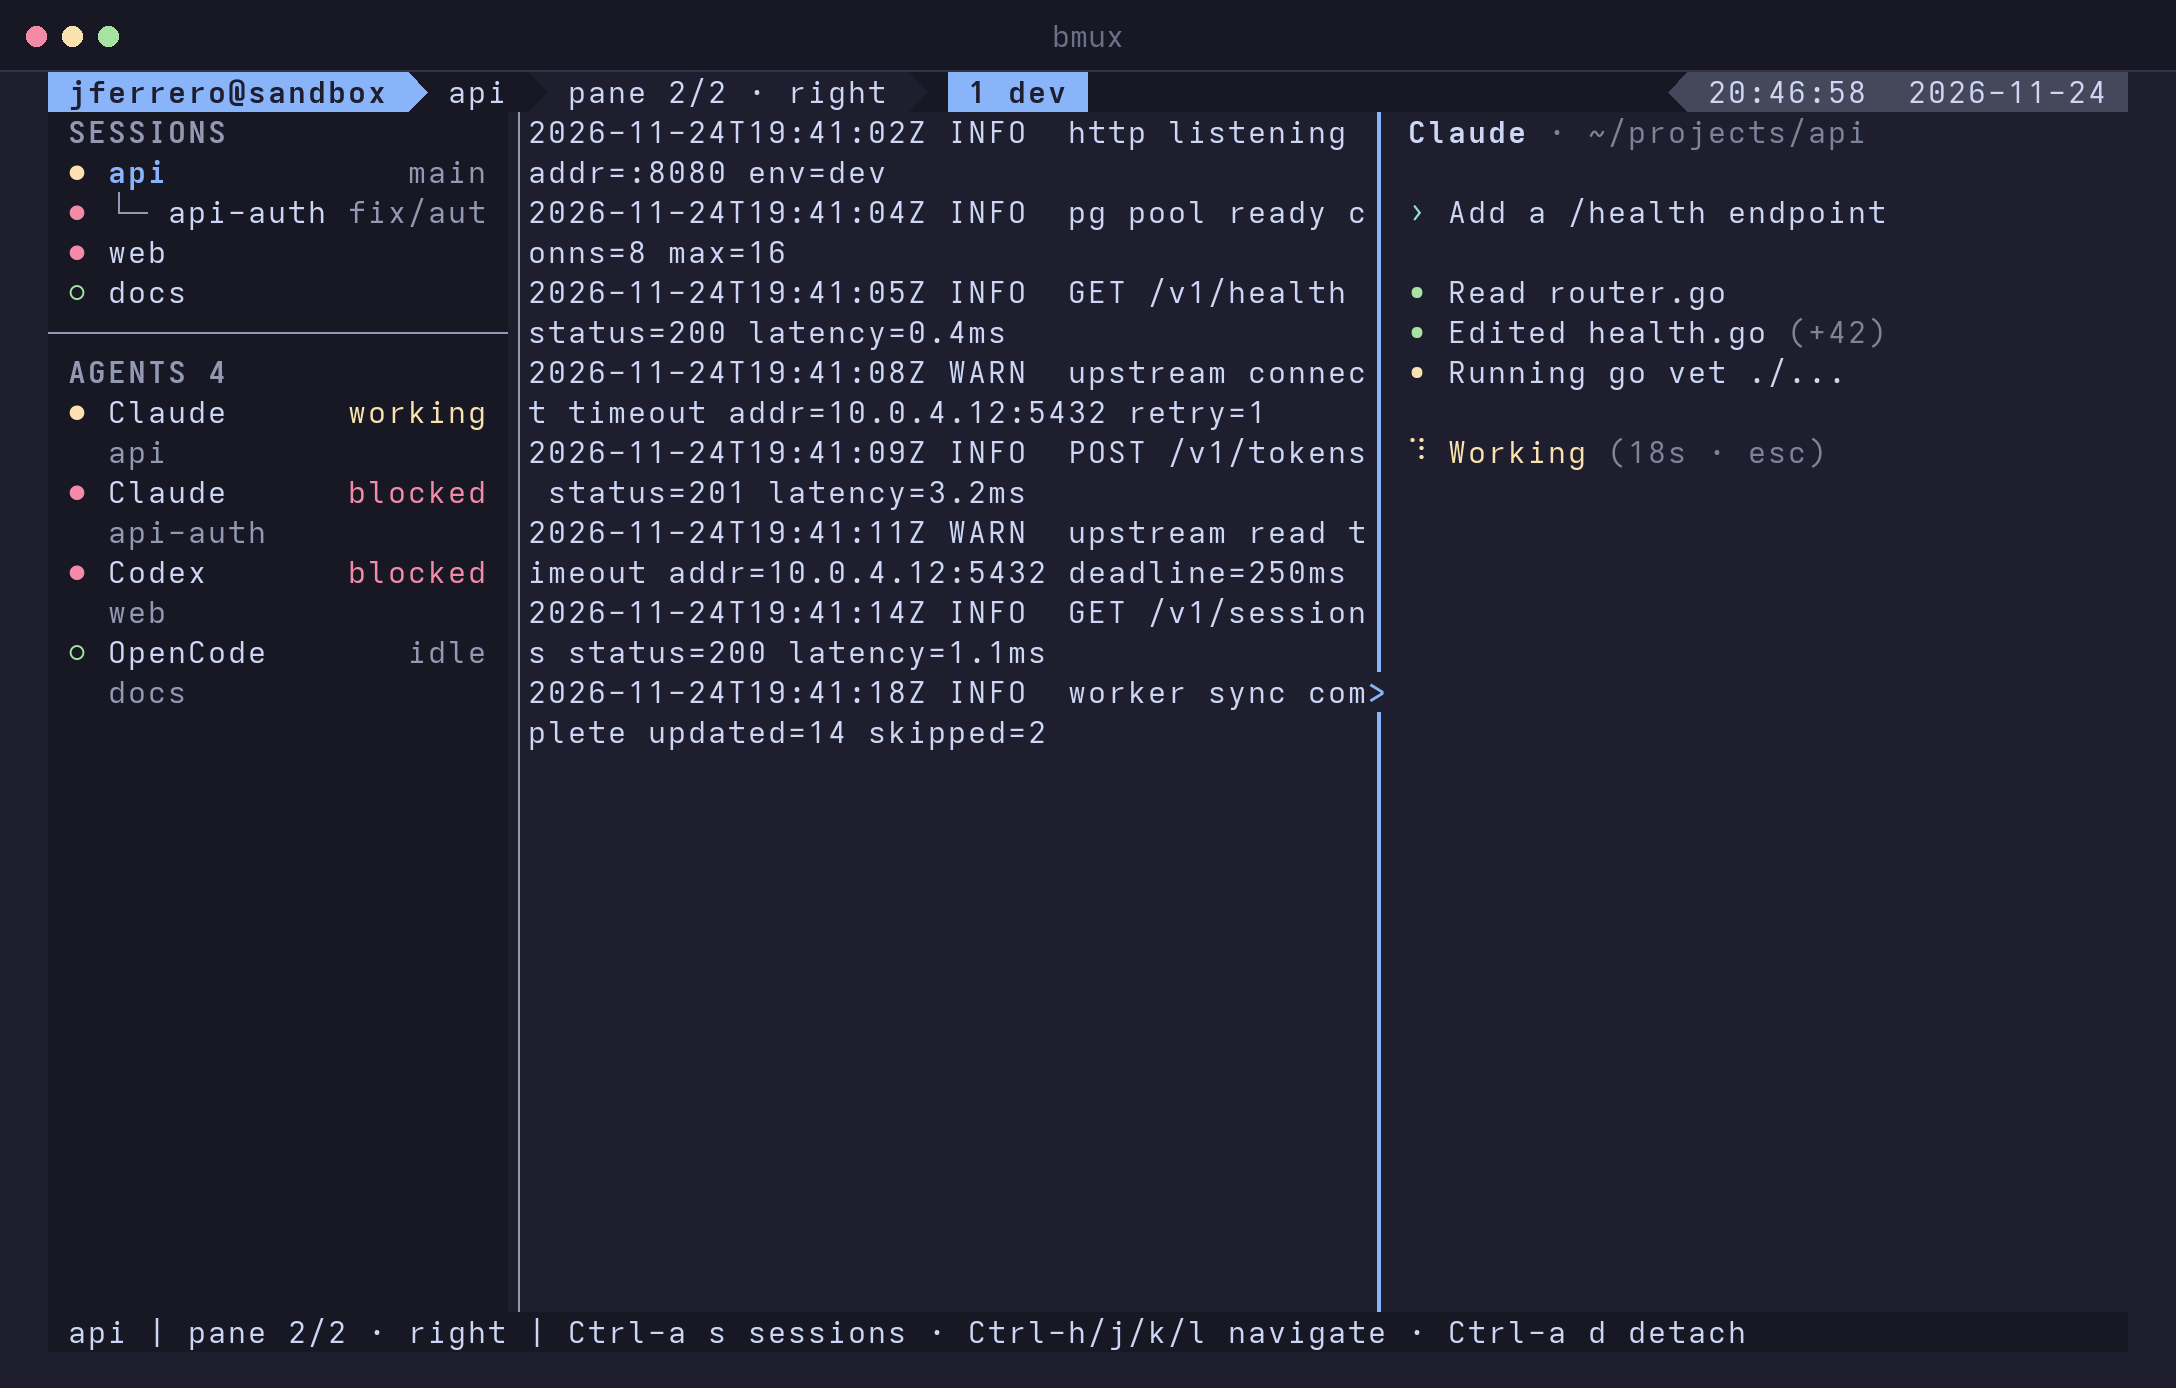 bmux
jferrero@sandbox api pane 2/2 · right 1 dev 20:46:58 2026-11-24
SESSIONS
● api main
● └─ api-auth fix/aut
● web
○ docs
AGENTS 4
● Claude working
api
● Claude blocked
api-auth
● Codex blocked
web
○ OpenCode idle
docs
2026-11-24T19:41:02Z INFO  http listening
addr=:8080 env=dev
2026-11-24T19:41:04Z INFO  pg pool ready c
onns=8 max=16
2026-11-24T19:41:05Z INFO  GET /v1/health
status=200 latency=0.4ms
2026-11-24T19:41:08Z WARN  upstream connec
t timeout addr=10.0.4.12:5432 retry=1
2026-11-24T19:41:09Z INFO  POST /v1/tokens
status=201 latency=3.2ms
2026-11-24T19:41:11Z WARN  upstream read t
imeout addr=10.0.4.12:5432 deadline=250ms
2026-11-24T19:41:14Z INFO  GET /v1/session
s status=200 latency=1.1ms
2026-11-24T19:41:18Z INFO  worker sync com>
plete updated=14 skipped=2
Claude · ~/projects/api
› Add a /health endpoint
• Read router.go
• Edited health.go (+42)
• Running go vet ./...
⠹ Working (18s · esc)
api | pane 2/2 · right | Ctrl-a s sessions · Ctrl-h/j/k/l navigate · Ctrl-a d detach